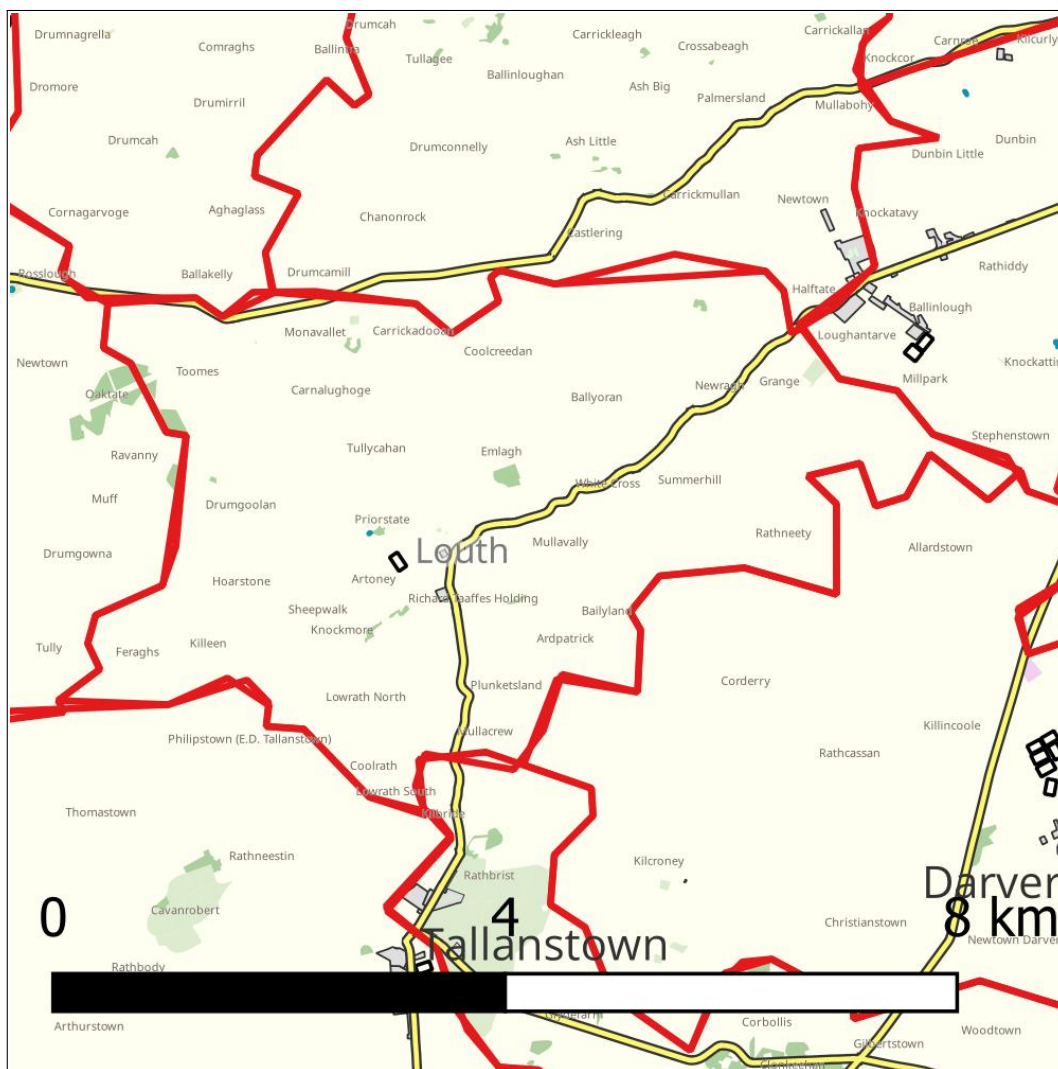 Drumcah
Drumnagrella
Carrickleagh
Carrickallan
Comraghs
Ballintra
Crossabeagh
Carnroe
Kilcurly
Tullagee
Knockcor
Ballinloughan
Dromore
Ash Big
Drumirril
Palmersland
Mullabohy
Drumcah
Drumconnelly
Ash Little
Dunbin
Dunbin Little
Carrickmullan
Newtown
Cornagarvoge
Aghaglass
Chanonrock
Knockatavy
Castlering
Rathiddy
Rosslough
Ballakelly
Drumcamill
Halftate
Ballinlough
Monavallet
Carrickadooan
Loughantarve
Coolcreedan
Newtown
Toomes
Knockattin
Grange
Millpark
Newragh
Oaktate
Carnalughoge
Ballyoran
Stephenstown
Tullycahan
Emlagh
Ravanny
Summerhill
White Cross
Muff
Drumgoolan
Priorstate
Rathneety
Mullavally
Allardstown
Drumgowna
Louth
Hoarstone
Artoney
Richard Taaffes Holding
Sheepwalk
Bailyland
Knockmore
Ardpatrick
Tully
Feraghs
Killeen
Corderry
Plunketsland
Lowrath North
Killincoole
Mullacrew
Philipstown (E.D. Tallanstown)
Rathcassan
Coolrath
Lowrath South
Thomastown
Kilbride
Rathneestin
Kilcroney
Rathbrist
Darver
Cavanrobert
0
4
8 km
Christianstown
Newtown Darver
Tallanstown
Rathbody
Arthurstown
Corbollis
Woodtown
Gilbertstown